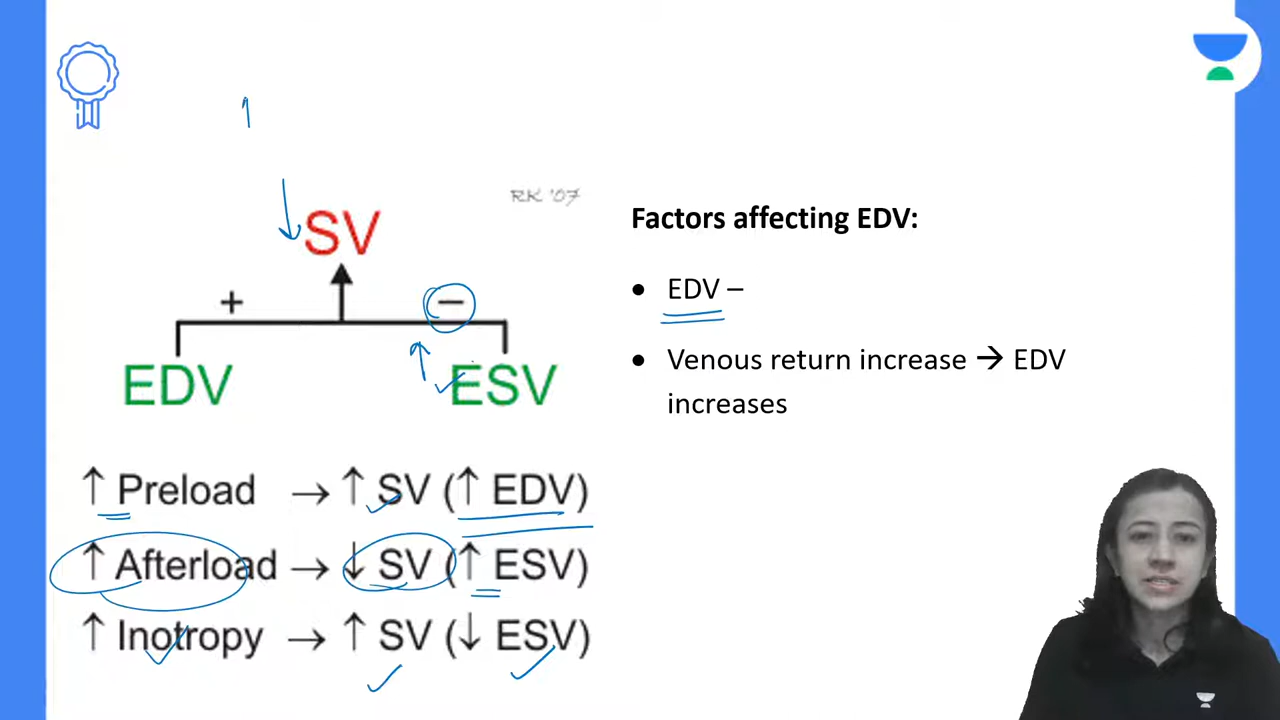 RK '07
SV
+ –
EDV ESV
↑ Preload → ↑ SV (↑ EDV)
↑ Afterload → ↓ SV (↑ ESV)
↑ Inotropy → ↑ SV (↓ ESV)
Factors affecting EDV:
• EDV –
• Venous return increase → EDV
increases